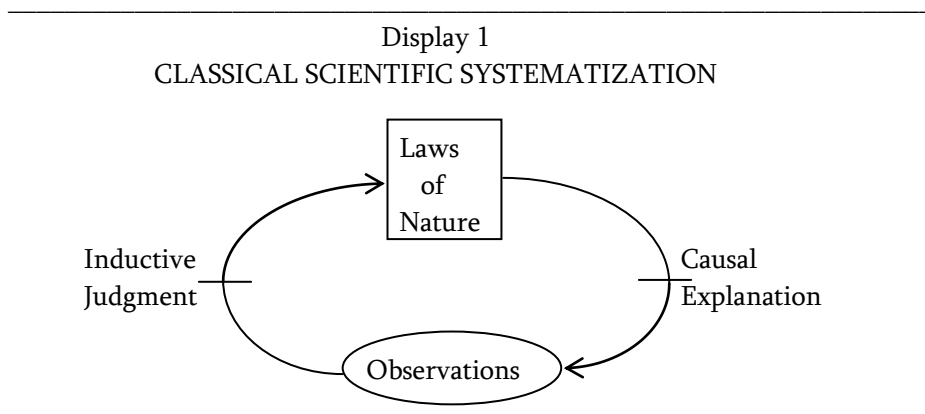 Display 1
CLASSICAL SCIENTIFIC SYSTEMATIZATION
Laws
of
Nature
Inductive
Judgment
Causal
Explanation
Observations